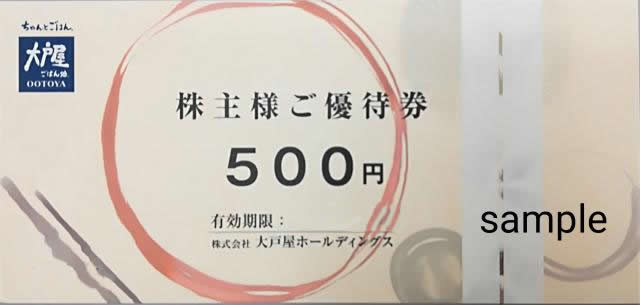 ちゃんとごはん。
大戸屋
ごはん処
OOTOYA
株主様ご優待券
500円
有効期限：
株式会社 大戸屋ホールディングス
sample